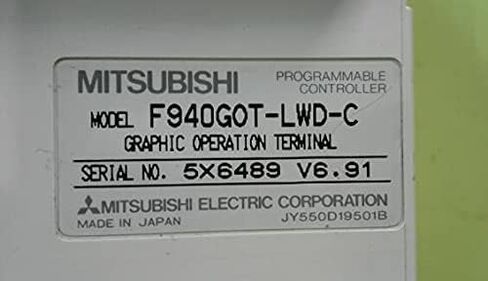 MITSUBISHI PROGRAMMABLE CONTROLLER
MODEL F940GOT-LWD-C
GRAPHIC OPERATION TERMINAL
SERIAL NO. 5X6489 V6.91
MITSUBISHI ELECTRIC CORPORATION
MADE IN JAPAN JY550D19501B